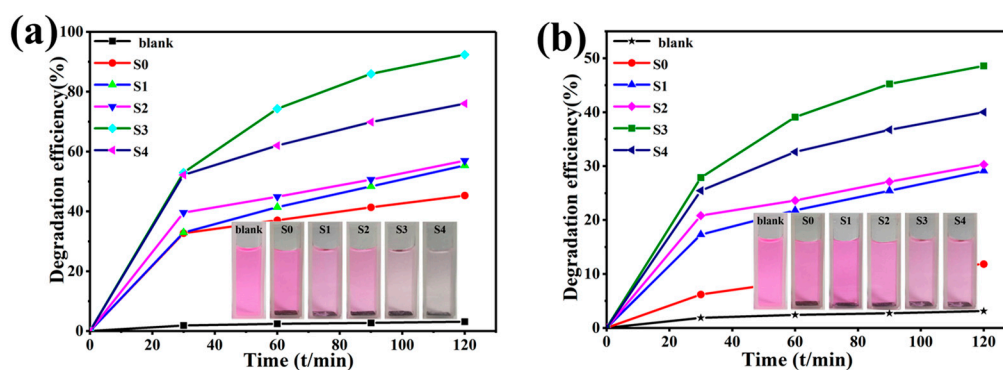 (a)
Degradation efficiency(%)
100
80
60
40
20
0
blank
S0
S1
S2
S3
S4
blank S0 S1 S2 S3 S4
0 20 40 60 80 100 120
Time (t/min)
(b)
Degradation efficiency(%)
50
40
30
20
10
0
blank
S0
S1
S2
S3
S4
blank S0 S1 S2 S3 S4
0 20 40 60 80 100 120
Time (t/min)